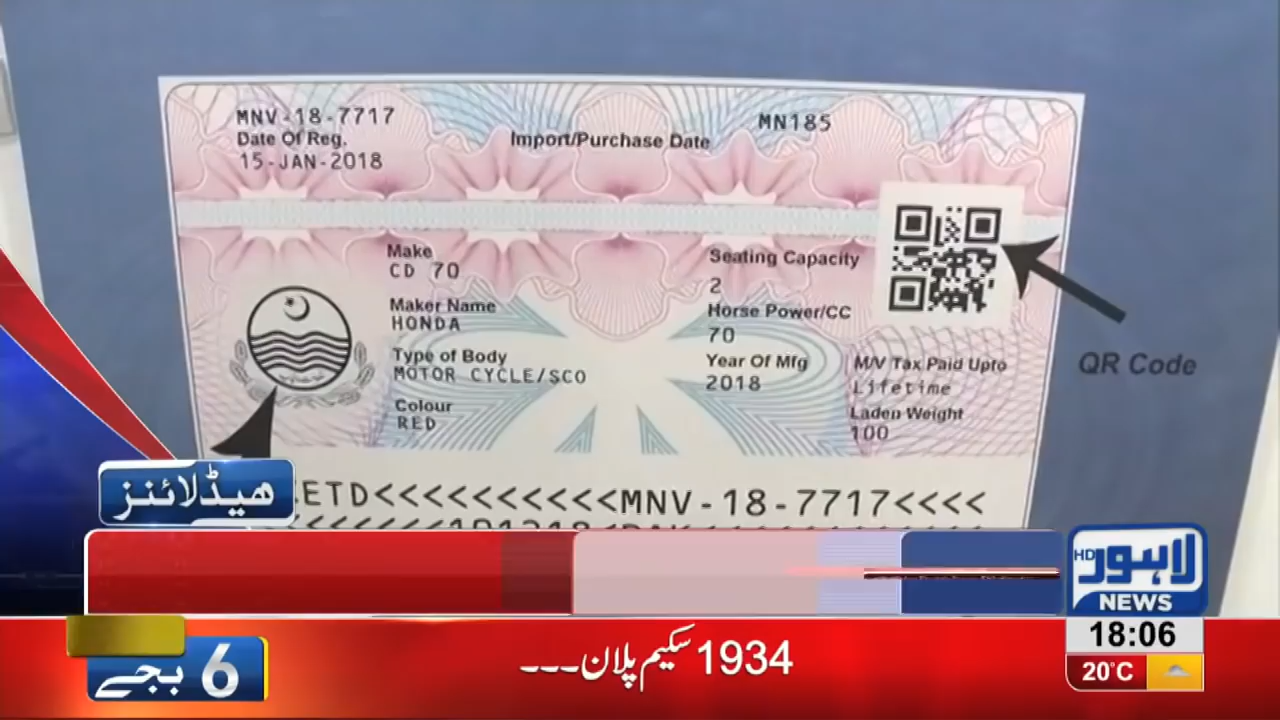 MNV-18-7717
Date Of Reg.
15-JAN-2018
Import/Purchase Date
MN185
Make
CD 70
Maker Name
HONDA
Type of Body
MOTOR CYCLE/SCO
Colour
RED
Seating Capacity
2
Horse Power/CC
70
Year Of Mfg
2018
M/V Tax Paid Upto
Lifetime
Laden Weight
100
QR Code
ETD<<<<<<<<<<MNV-18-7717<<<<
ھیڈلائنز
HD لاہور
NEWS
18:06
20°C
6 بجے
1934 سکیم پلان...